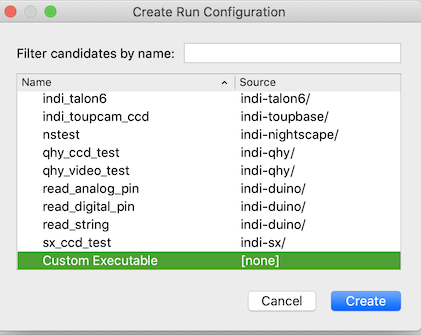 Create Run Configuration
Filter candidates by name:
Name Source
indi_talon6 indi-talon6/
indi_toupcam_ccd indi-toupbase/
nstest indi-nightscape/
qhy_ccd_test indi-qhy/
qhy_video_test indi-qhy/
read_analog_pin indi-duino/
read_digital_pin indi-duino/
read_string indi-duino/
sx_ccd_test indi-sx/
Custom Executable [none]
Cancel Create